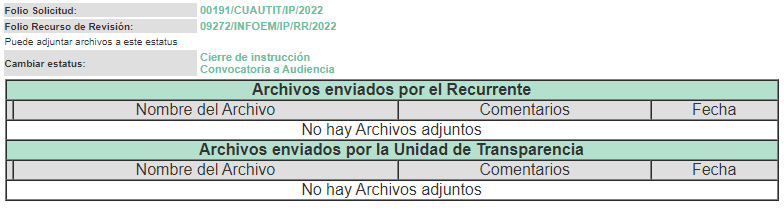 Folio Solicitud: 00191/CUAUTIT/IP/2022
Folio Recurso de Revisión: 09272/INFOEM/IP/RR/2022
Puede adjuntar archivos a este estatus
Cambiar estatus: Cierre de instrucción
Convocatoria a Audiencia
Archivos enviados por el Recurrente
Nombre del Archivo Comentarios Fecha
No hay Archivos adjuntos
Archivos enviados por la Unidad de Transparencia
Nombre del Archivo Comentarios Fecha
No hay Archivos adjuntos